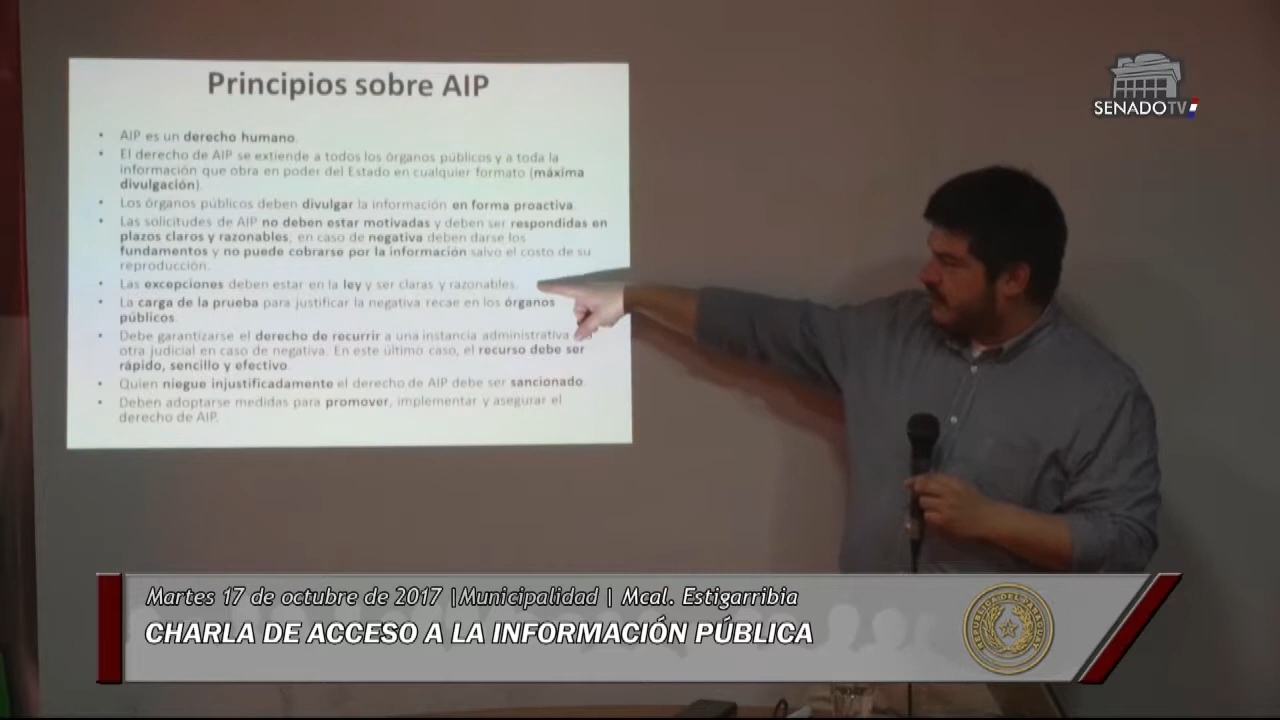 SENADOTV
Principios sobre AIP
• AIP es un derecho humano.
• El derecho de AIP se extiende a todos los órganos públicos y a toda la
información que obra en poder del Estado en cualquier formato (máxima
divulgación).
• Los órganos públicos deben divulgar la información en forma proactiva.
• Las solicitudes de AIP no deben estar motivadas y deben ser respondidas en
plazos claros y razonables; en caso de negativa deben darse los
fundamentos y no puede cobrarse por la información salvo el costo de su
reproducción.
• Las excepciones deben estar en la ley y ser claras y razonables.
• La carga de la prueba para justificar la negativa recae en los órganos
públicos.
• Debe garantizarse el derecho de recurrir a una instancia administrativa
otra judicial en caso de negativa. En este último caso, el recurso debe ser
rápido, sencillo y efectivo.
• Quien niegue injustificadamente el derecho de AIP debe ser sancionado.
• Deben adoptarse medidas para promover, implementar y asegurar el
derecho de AIP.
Martes 17 de octubre de 2017 |Municipalidad | Mcal. Estigarribia
CHARLA DE ACCESO A LA INFORMACIÓN PÚBLICA
REPUBLICA DEL PARAGUAY